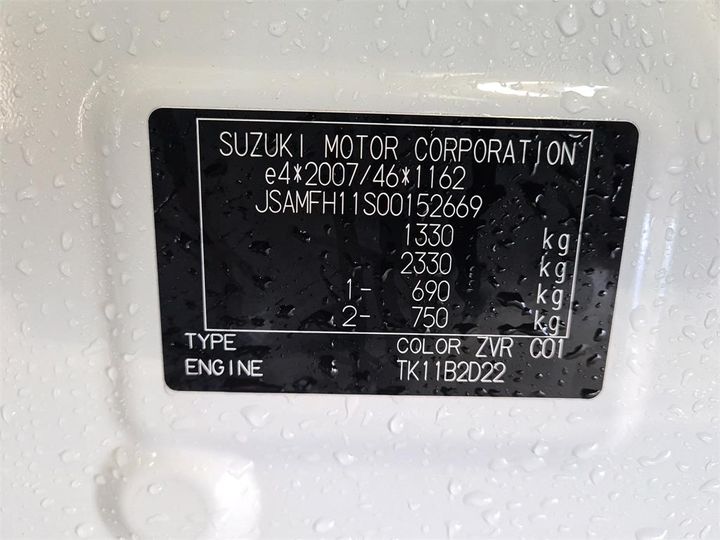 SUZUKI MOTOR CORPORATION
e4*2007/46*1162
JSAMFH11S00152669
1330 kg
2330 kg
1- 690 kg
2- 750 kg
TYPE COLOR ZVR C01
ENGINE TK11B2D22